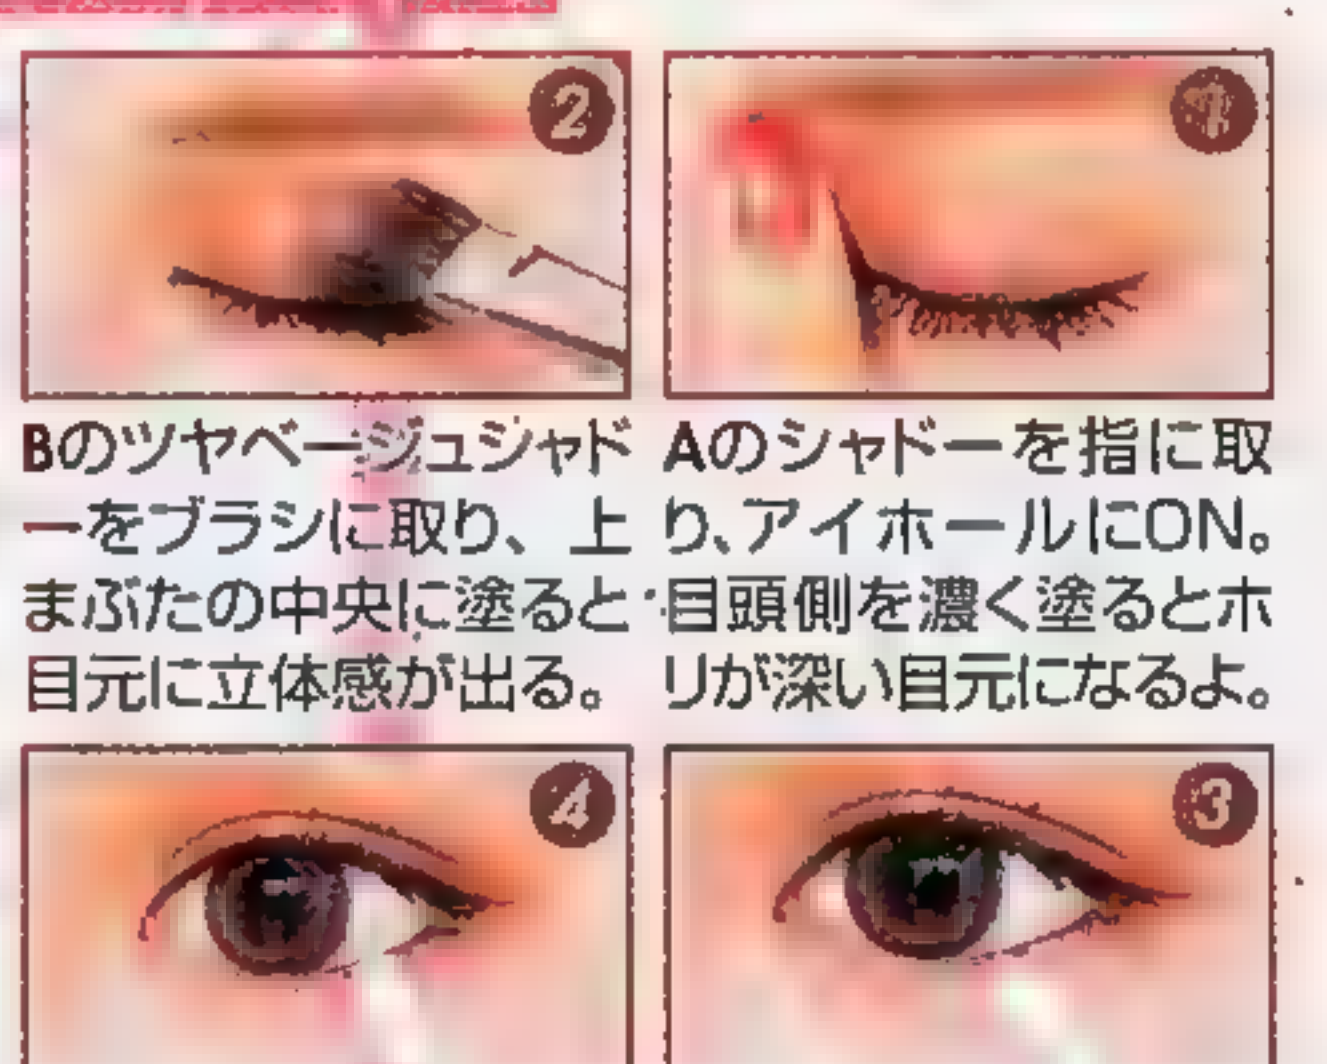 1
Aのシャドーを指に取
り、アイホールにON。
目頭側を濃く塗るとホ
リが深い目元になるよ。
2
Bのツヤベージュシャド
ーをブラシに取り、上
まぶたの中央に塗ると
目元に立体感が出る。
3
4